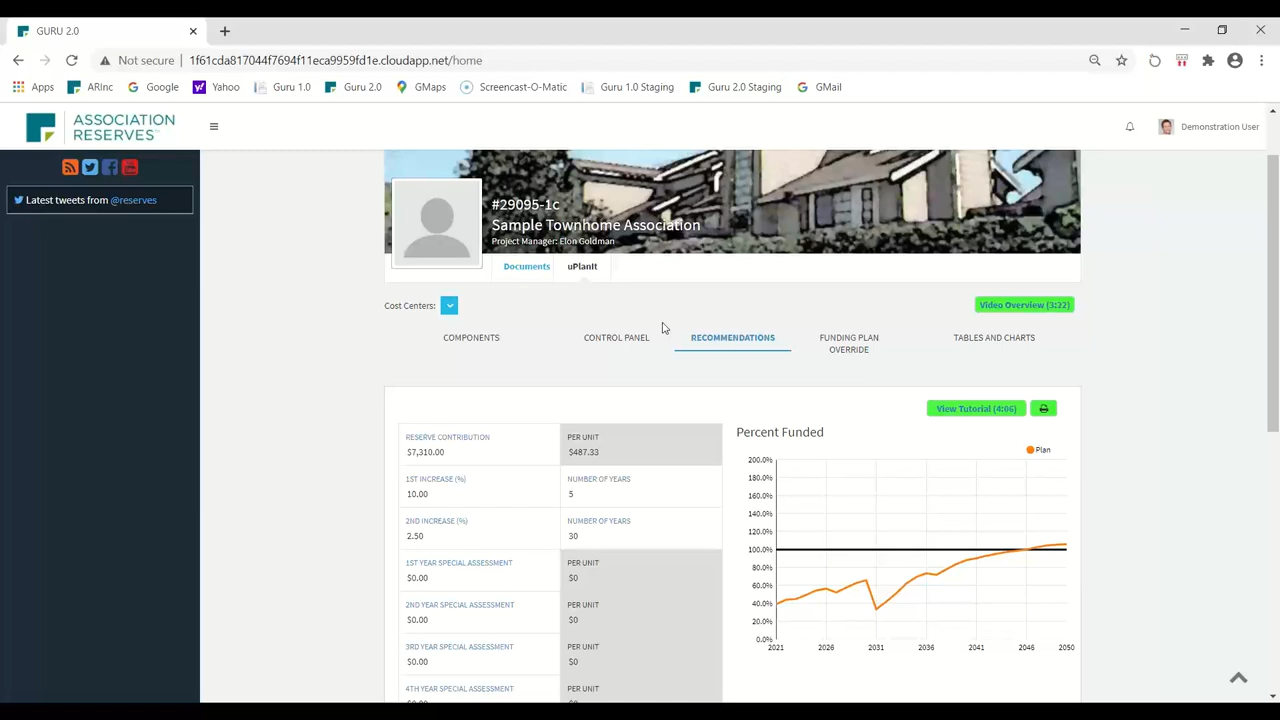 GURU 2.0
Not secure
1f61cda817044f7694f11eca9959fd1e.cloudapp.net/home
Apps
ARInc
Google
Yahoo
Guru 1.0
Guru 2.0
GMaps
Screencast-O-Matic
Guru 1.0 Staging
Guru 2.0 Staging
GMail
ASSOCIATION
RESERVES™
Demonstration User
Latest tweets from @reserves
#29095-1c
Sample Townhome Association
Project Manager: Elon Goldman
Documents
uPlanIt
Cost Centers:
Video Overview (3:22)
COMPONENTS
CONTROL PANEL
RECOMMENDATIONS
FUNDING PLAN
OVERRIDE
TABLES AND CHARTS
View Tutorial (4:06)
RESERVE CONTRIBUTION
$7,310.00
PER UNIT
$487.33
1ST INCREASE (%)
10.00
NUMBER OF YEARS
5
2ND INCREASE (%)
2.50
NUMBER OF YEARS
30
1ST YEAR SPECIAL ASSESSMENT
$0.00
PER UNIT
$0
2ND YEAR SPECIAL ASSESSMENT
$0.00
PER UNIT
$0
3RD YEAR SPECIAL ASSESSMENT
$0.00
PER UNIT
$0
4TH YEAR SPECIAL ASSESSMENT
PER UNIT
Percent Funded
Plan
200.0%
180.0%
160.0%
140.0%
120.0%
100.0%
80.0%
60.0%
40.0%
20.0%
0.0%
2021
2026
2031
2036
2041
2046
2050